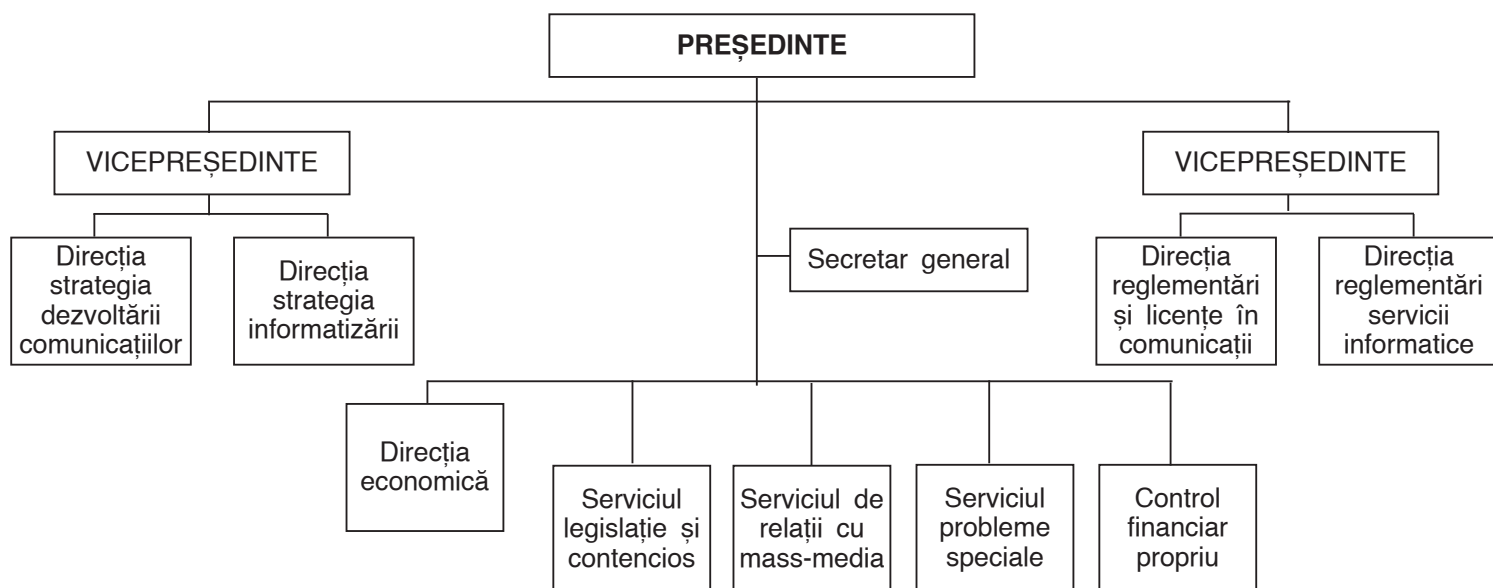 PREȘEDINTE
VICEPREȘEDINTE
VICEPREȘEDINTE
Direcția
strategia
dezvoltării
comunicațiilor
Direcția
strategia
informatizării
Secretar general
Direcția
reglementări
și licențe în
comunicații
Direcția
reglementări
servicii
informatice
Direcția
economică
Serviciul
legislație și
contencios
Serviciul de
relații cu
mass-media
Serviciul
probleme
speciale
Control
financiar
propriu